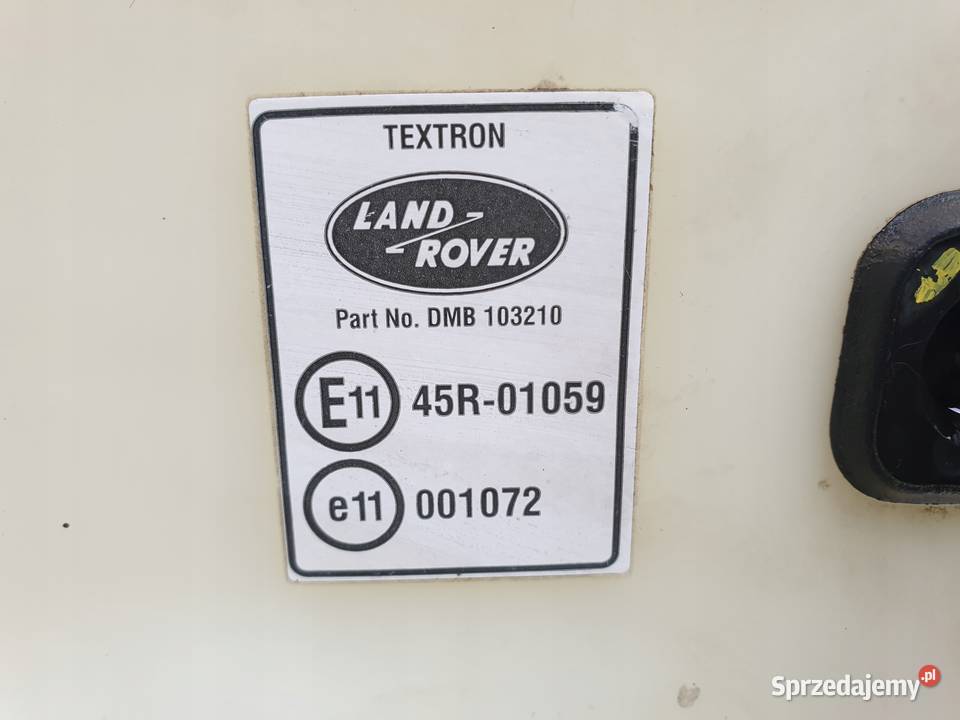 TEXTRON
LAND-
-ROVER
Part No. DMB 103210
E11 45R-01059
e11 001072
Sprzedajemy.pl